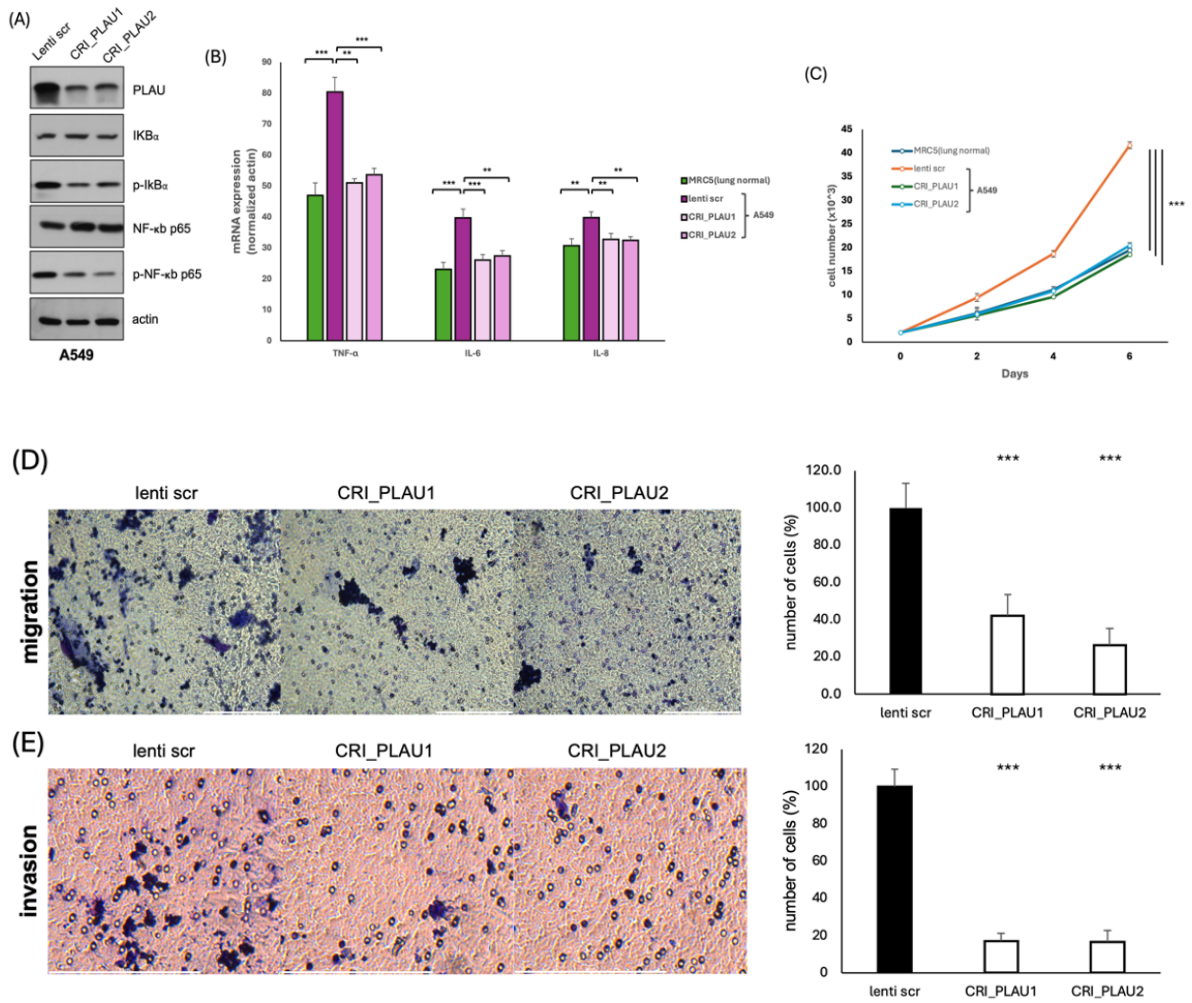 (A)
Lenti scr
CRI_PLAU1
CRI_PLAU2
PLAU
IKBα
p-IkBα
NF-κb p65
p-NF-κb p65
actin
A549
(B)
mRNA expression
(normalized actin)
90
80
70
60
50
40
30
20
10
0
*** ** ***
*** *** **
** ** **
TNF-α IL-6 IL-8
MRC5(lung normal)
lenti scr
CRI_PLAU1
CRI_PLAU2
A549
(C)
cell number (x10^3)
45
40
35
30
25
20
15
10
5
0
MRC5(lung normal)
lenti scr
CRI_PLAU1
CRI_PLAU2
A549
***
0 2 4 6
Days
(D)
migration
lenti scr CRI_PLAU1 CRI_PLAU2
number of cells (%)
120.0
100.0
80.0
60.0
40.0
20.0
0.0
*** ***
lenti scr CRI_PLAU1 CRI_PLAU2
(E)
invasion
lenti scr CRI_PLAU1 CRI_PLAU2
number of cells (%)
120
100
80
60
40
20
0
*** ***
lenti scr CRI_PLAU1 CRI_PLAU2